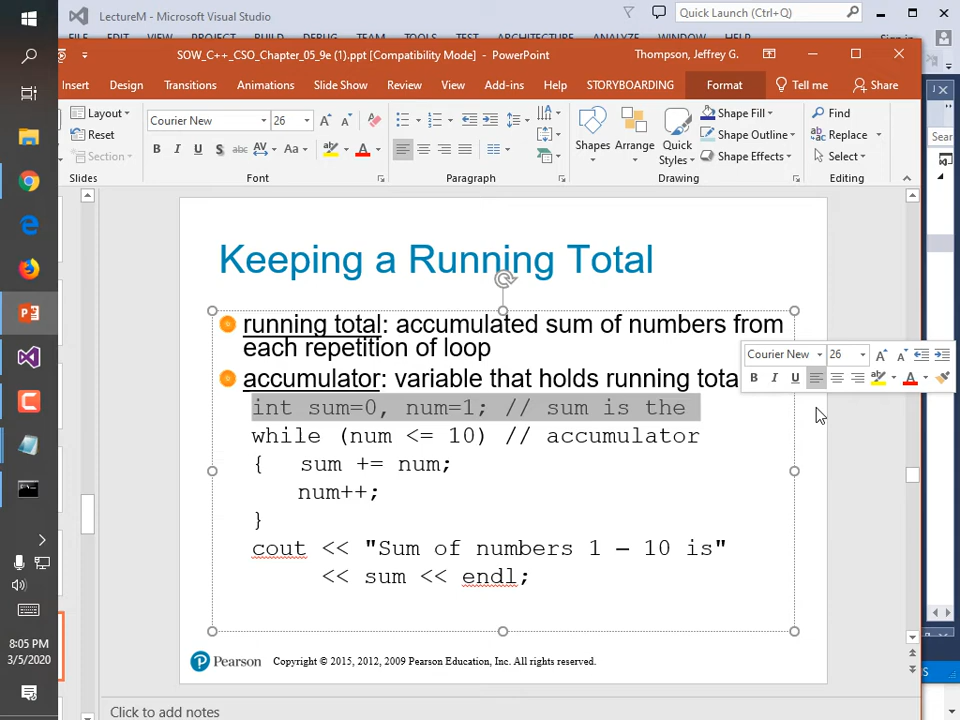 LectureM - Microsoft Visual Studio
Quick Launch (Ctrl+Q)
SOW_C++_CSO_Chapter_05_9e (1).ppt [Compatibility Mode] - PowerPoint
Thompson, Jeffrey G.
Insert Design Transitions Animations Slide Show Review View Add-ins Help STORYBOARDING Format Tell me Share
Layout
Reset
Section
Slides
Courier New 26
B I U S abc AV Aa A
Font
Paragraph
Shapes Arrange Quick Styles
Shape Fill
Shape Outline
Shape Effects
Drawing
Find
Replace
Select
Editing
Sear
Keeping a Running Total
running total: accumulated sum of numbers from
each repetition of loop
accumulator: variable that holds running tota
Courier New 26
B I U A
int sum=0, num=1; // sum is the
while (num <= 10) // accumulator
{ sum += num;
num++;
}
cout << "Sum of numbers 1 – 10 is"
<< sum << endl;
Pearson
Copyright © 2015, 2012, 2009 Pearson Education, Inc. All rights reserved.
Click to add notes
8:05 PM
3/5/2020